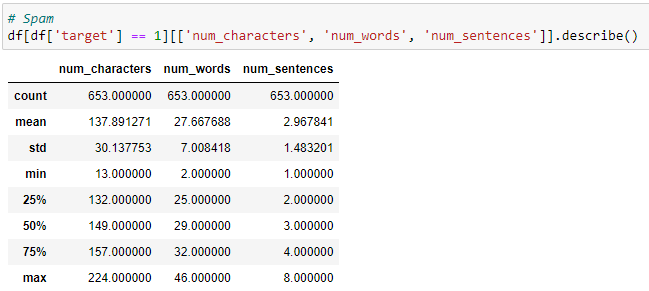 # Spam
df[df['target'] == 1][['num_characters', 'num_words', 'num_sentences']].describe()
num_characters num_words num_sentences
count 653.000000 653.000000 653.000000
mean 137.891271 27.667688 2.967841
std 30.137753 7.008418 1.483201
min 13.000000 2.000000 1.000000
25% 132.000000 25.000000 2.000000
50% 149.000000 29.000000 3.000000
75% 157.000000 32.000000 4.000000
max 224.000000 46.000000 8.000000